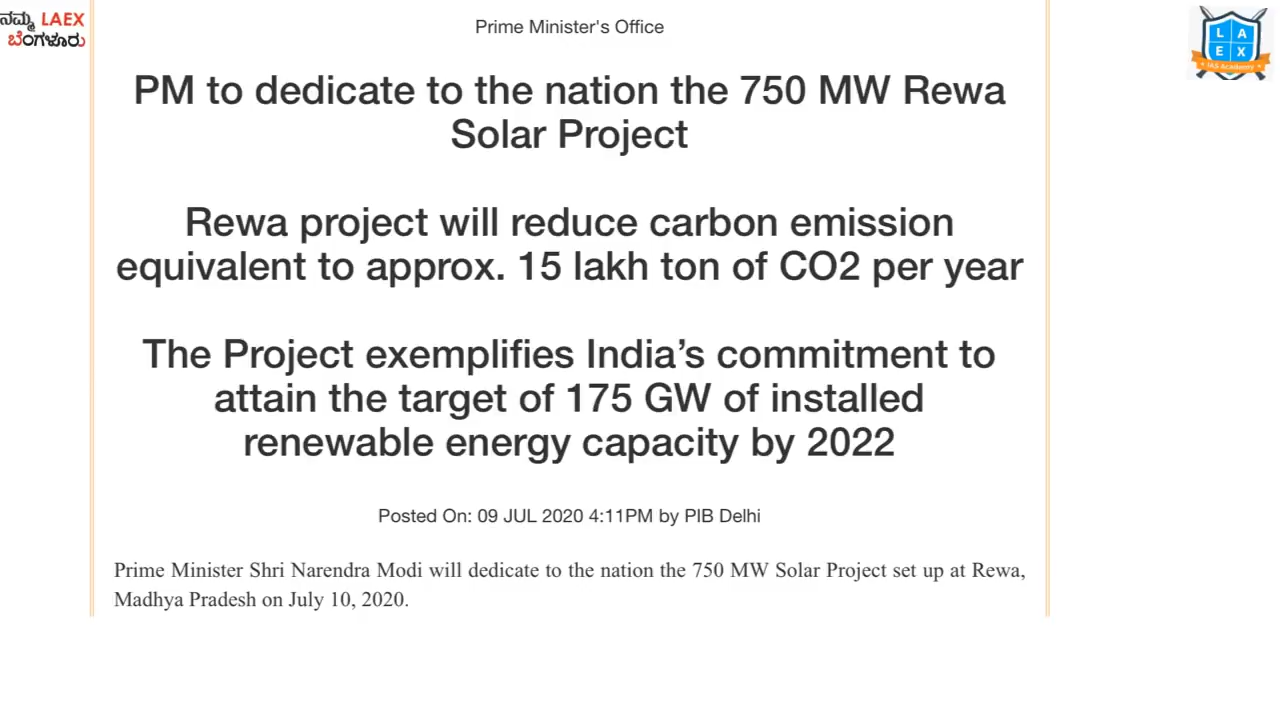 ನಮ್ಮ LAEX
ಬೆಂಗಳೂರು
L A
E X
IAS Academy
Prime Minister's Office
PM to dedicate to the nation the 750 MW Rewa
Solar Project
Rewa project will reduce carbon emission
equivalent to approx. 15 lakh ton of CO2 per year
The Project exemplifies India’s commitment to
attain the target of 175 GW of installed
renewable energy capacity by 2022
Posted On: 09 JUL 2020 4:11PM by PIB Delhi
Prime Minister Shri Narendra Modi will dedicate to the nation the 750 MW Solar Project set up at Rewa,
Madhya Pradesh on July 10, 2020.